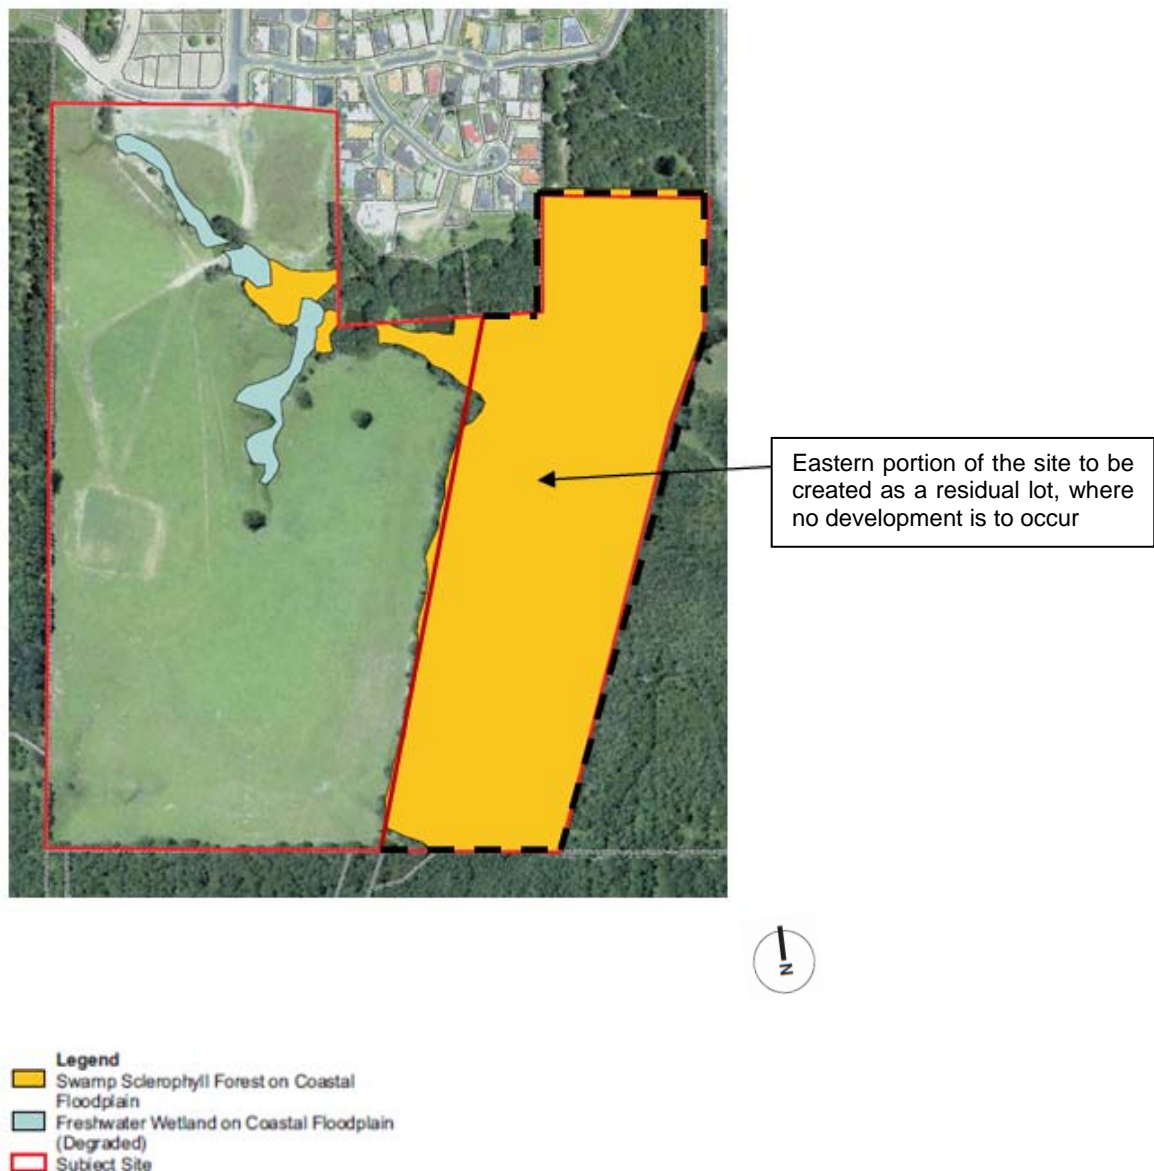 Eastern portion of the site to be
created as a residual lot, where
no development is to occur
N
Legend
Swamp Sclerophyll Forest on Coastal
Floodplain
Freshwater Wetland on Coastal Floodplain
(Degraded)
Subject Site